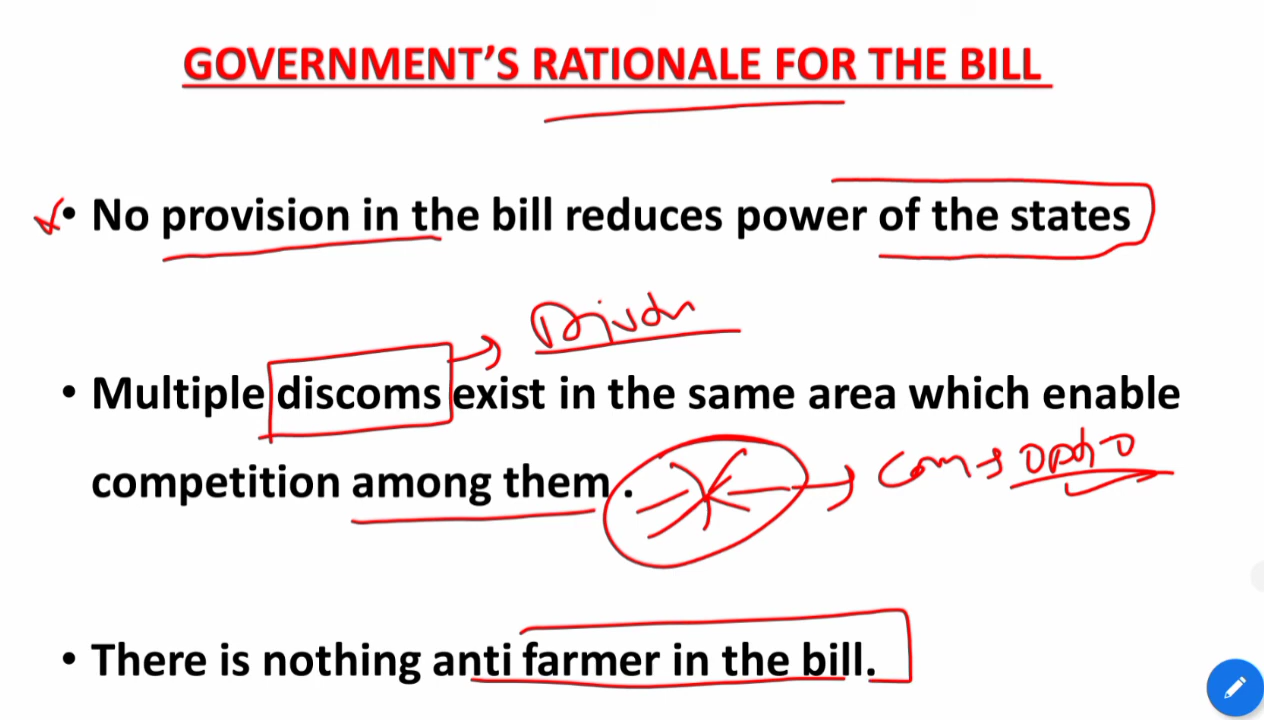 GOVERNMENT'S RATIONALE FOR THE BILL
• No provision in the bill reduces power of the states
• Multiple discoms exist in the same area which enable
competition among them .
• There is nothing anti farmer in the bill.